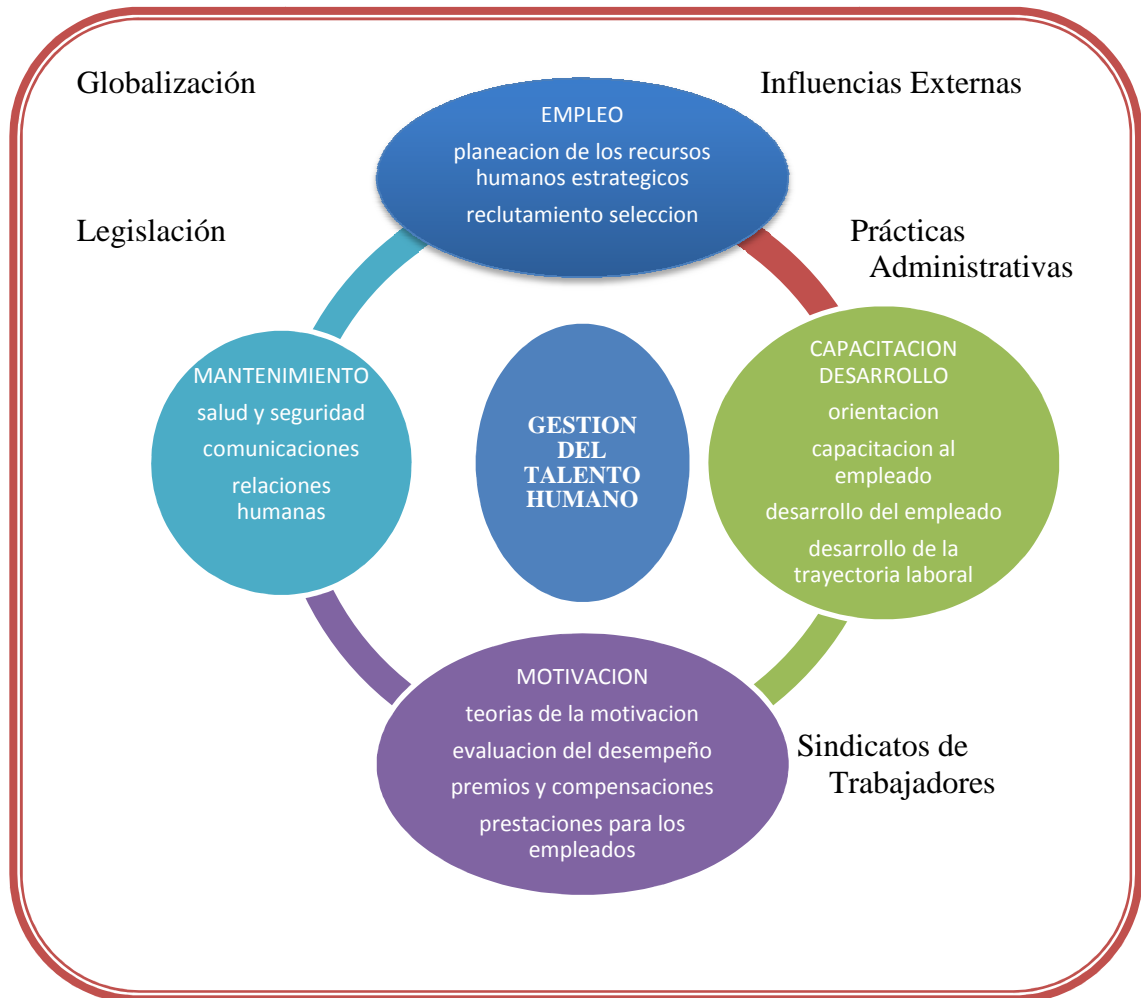 Globalización
Influencias Externas
EMPLEO
planeacion de los recursos
humanos estrategicos
reclutamiento seleccion
Legislación
Prácticas
Administrativas
MANTENIMIENTO
salud y seguridad
comunicaciones
relaciones
humanas
GESTION
DEL
TALENTO
HUMANO
CAPACITACION
DESARROLLO
orientacion
capacitacion al
empleado
desarrollo del empleado
desarrollo de la
trayectoria laboral
MOTIVACION
teorias de la motivacion
evaluacion del desempeño
premios y compensaciones
prestaciones para los
empleados
Sindicatos de
Trabajadores